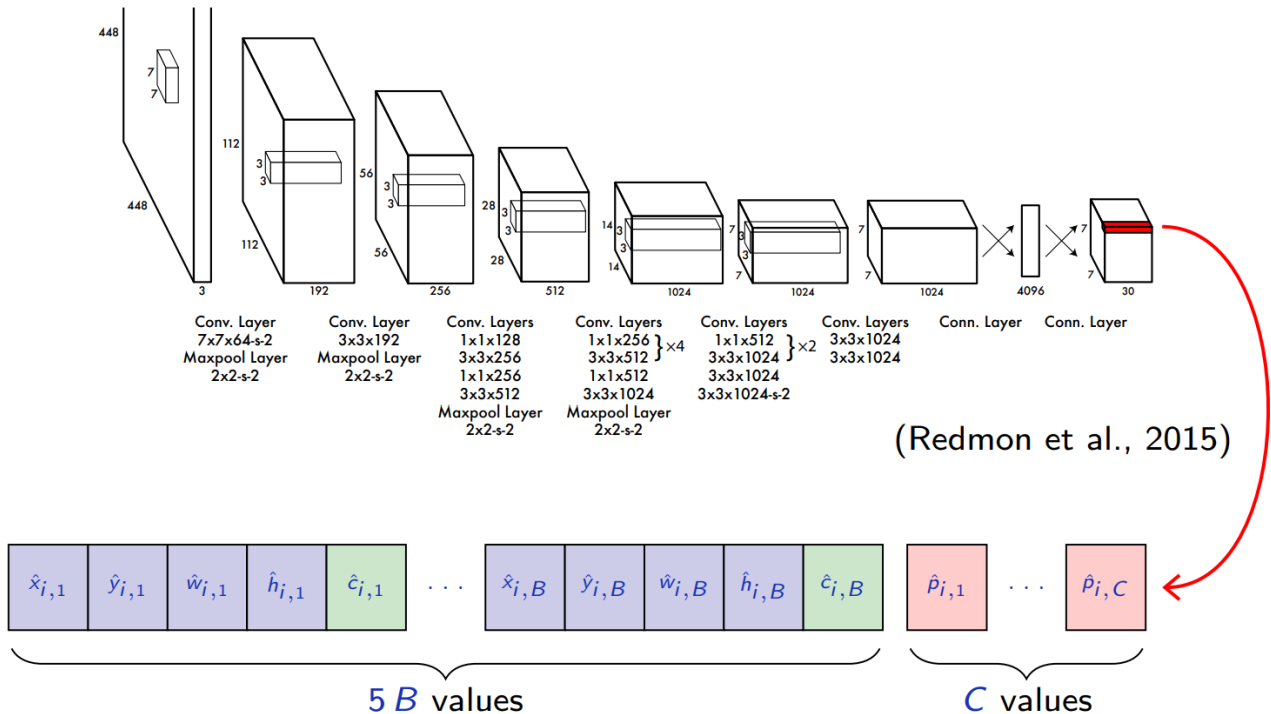 448
7
7
448
3
112
3
3
112
192
56
3
3
56
256
28
3
3
28
512
14
3
3
14
1024
7
3
3
7
1024
7
7
1024
4096
7
7
30
Conv. Layer
7x7x64-s-2
Maxpool Layer
2x2-s-2
Conv. Layer
3x3x192
Maxpool Layer
2x2-s-2
Conv. Layers
1x1x128
3x3x256
1x1x256
3x3x512
Maxpool Layer
2x2-s-2
Conv. Layers
1x1x256
3x3x512
}×4
1x1x512
3x3x1024
Maxpool Layer
2x2-s-2
Conv. Layers
1x1x512
3x3x1024
}×2
3x3x1024
3x3x1024-s-2
Conv. Layers
3x3x1024
3x3x1024
Conn. Layer
Conn. Layer
(Redmon et al., 2015)
x̂i,1 ŷi,1 ŵi,1 ĥi,1 ĉi,1 . . . x̂i,B ŷi,B ŵi,B ĥi,B ĉi,B p̂i,1 . . . p̂i,C
5B values C values